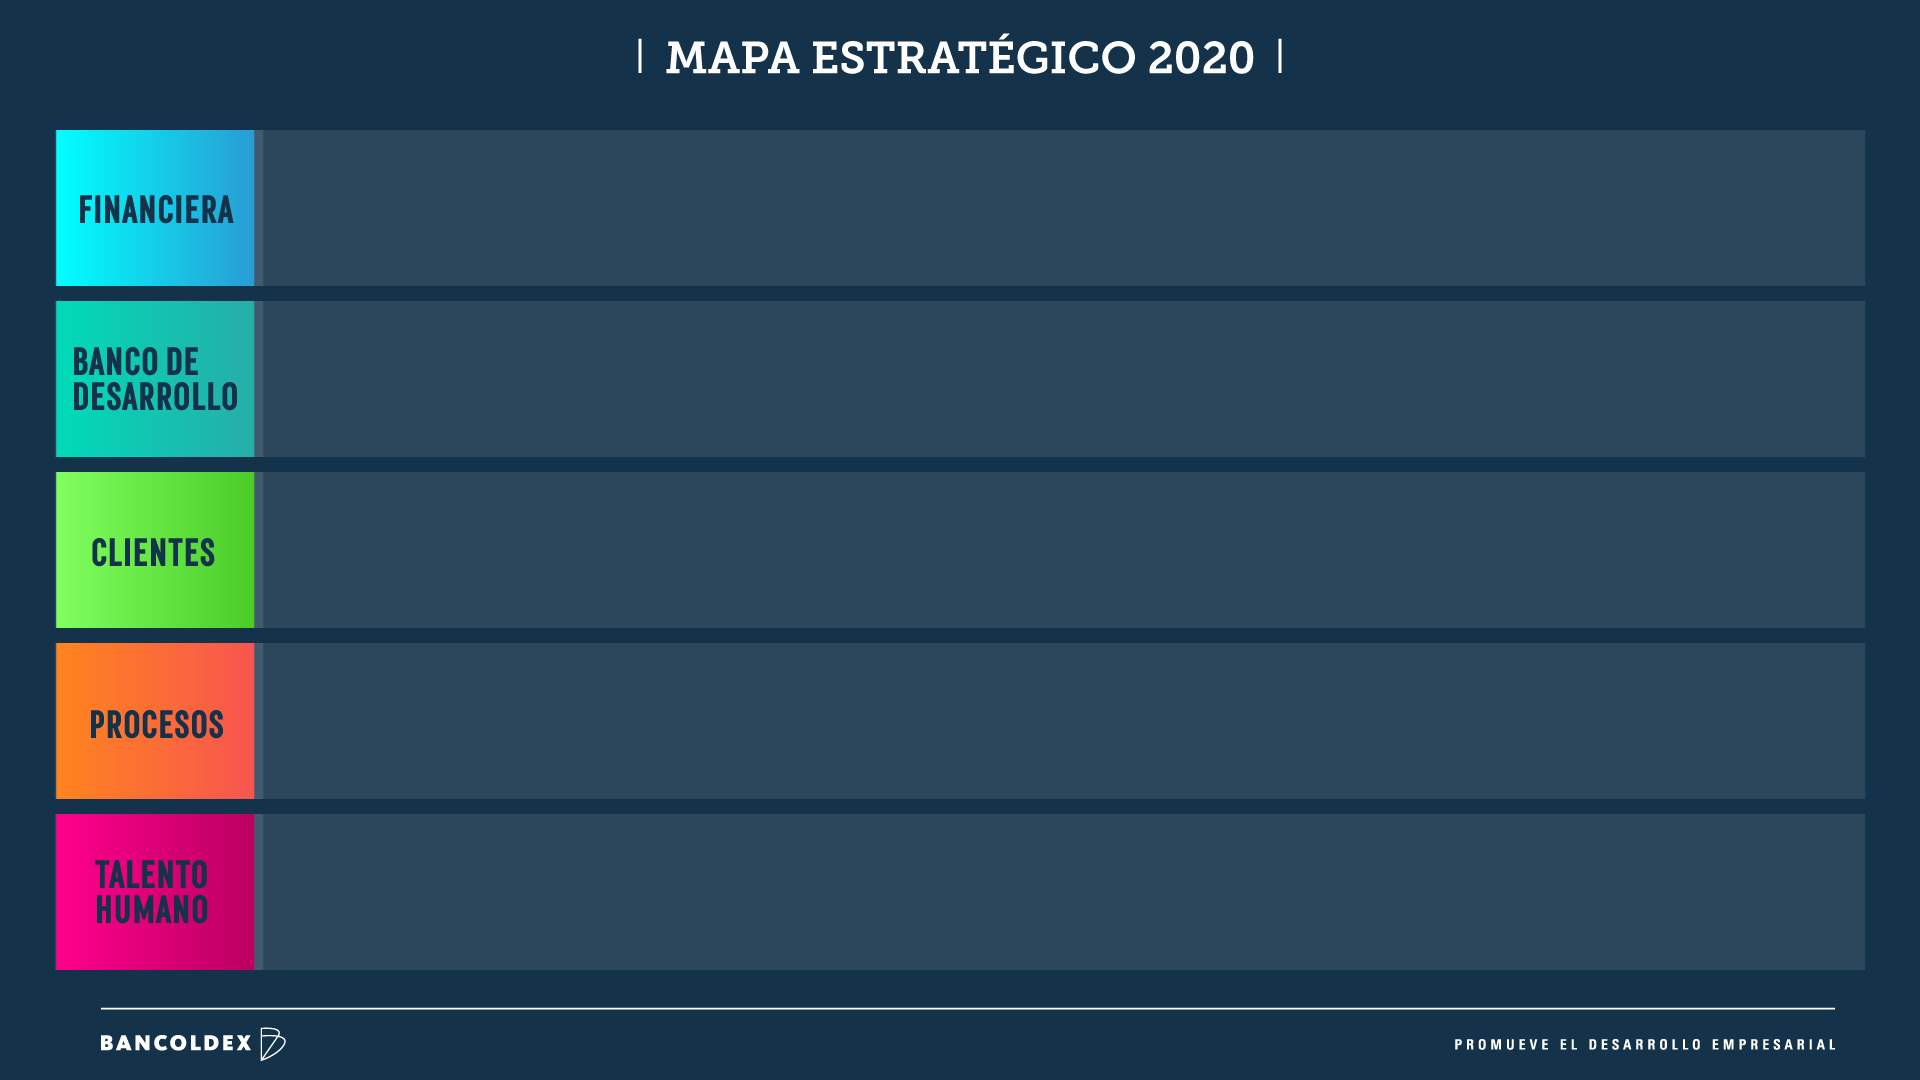 | MAPA ESTRATÉGICO 2020 |
FINANCIERA
BANCO DE
DESARROLLO
CLIENTES
PROCESOS
TALENTO
HUMANO
BANCOLDEX
PROMUEVE EL DESARROLLO EMPRESARIAL